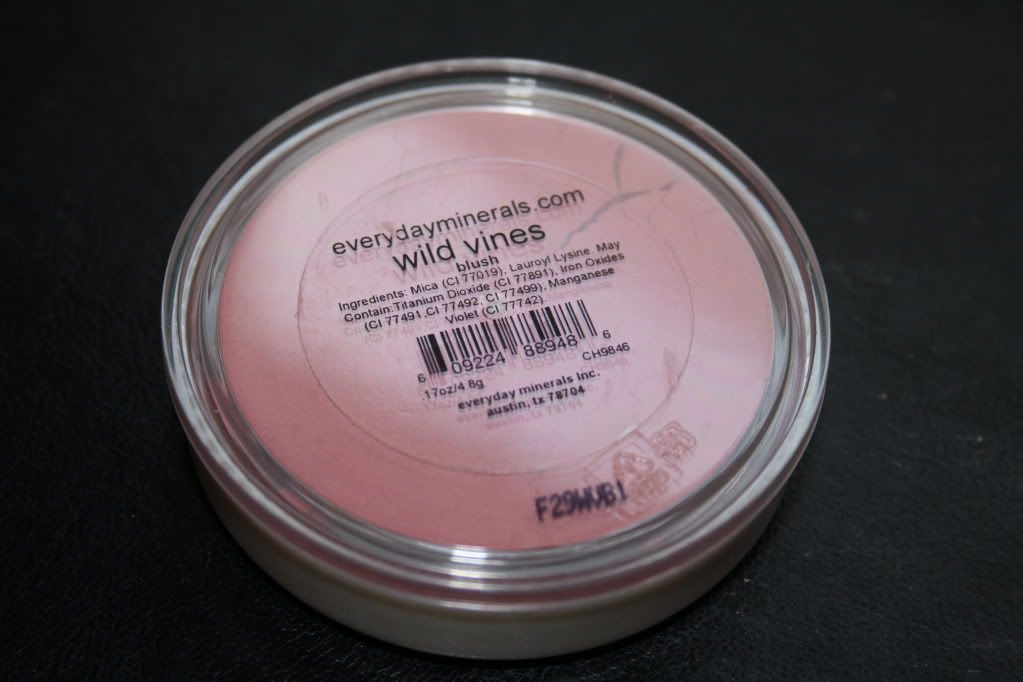 everydayminerals.com
wild vines
blush
Ingredients: Mica (CI 77019), Lauroyl Lysine May
Contain:Titanium Dioxide (CI 77891), Iron Oxides
(CI 77491,CI 77492, CI 77499), Manganese
Violet (CI 77742).
6 09224 88948 6
.17oz/4.8g CH9846
everyday minerals Inc.
austin, tx 78704
F29WVB1